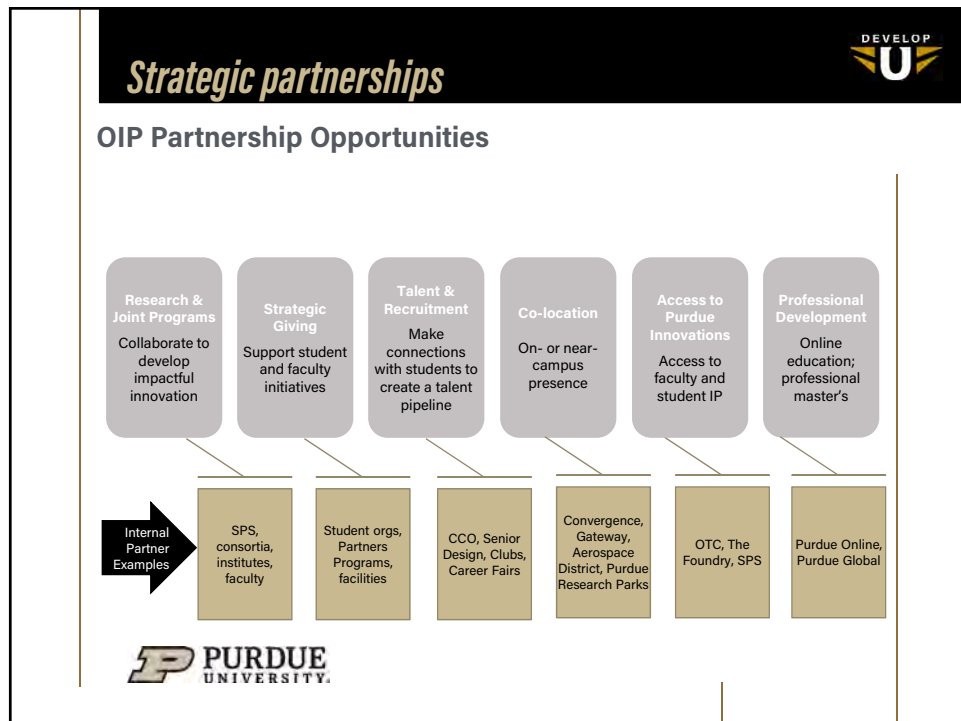 DEVELOP
U
Strategic partnerships
OIP Partnership Opportunities
Research &
Joint Programs
Collaborate to
develop
impactful
innovation
Strategic
Giving
Support student
and faculty
initiatives
Talent &
Recruitment
Make
connections
with students to
create a talent
pipeline
Co-location
On- or near-
campus
presence
Access to
Purdue
Innovations
Access to
faculty and
student IP
Professional
Development
Online
education;
professional
master's
Internal
Partner
Examples
SPS,
consortia,
institutes,
faculty
Student orgs,
Partners
Programs,
facilities
CCO, Senior
Design, Clubs,
Career Fairs
Convergence,
Gateway,
Aerospace
District, Purdue
Research Parks
OTC, The
Foundry, SPS
Purdue Online,
Purdue Global
P PURDUE
UNIVERSITY.